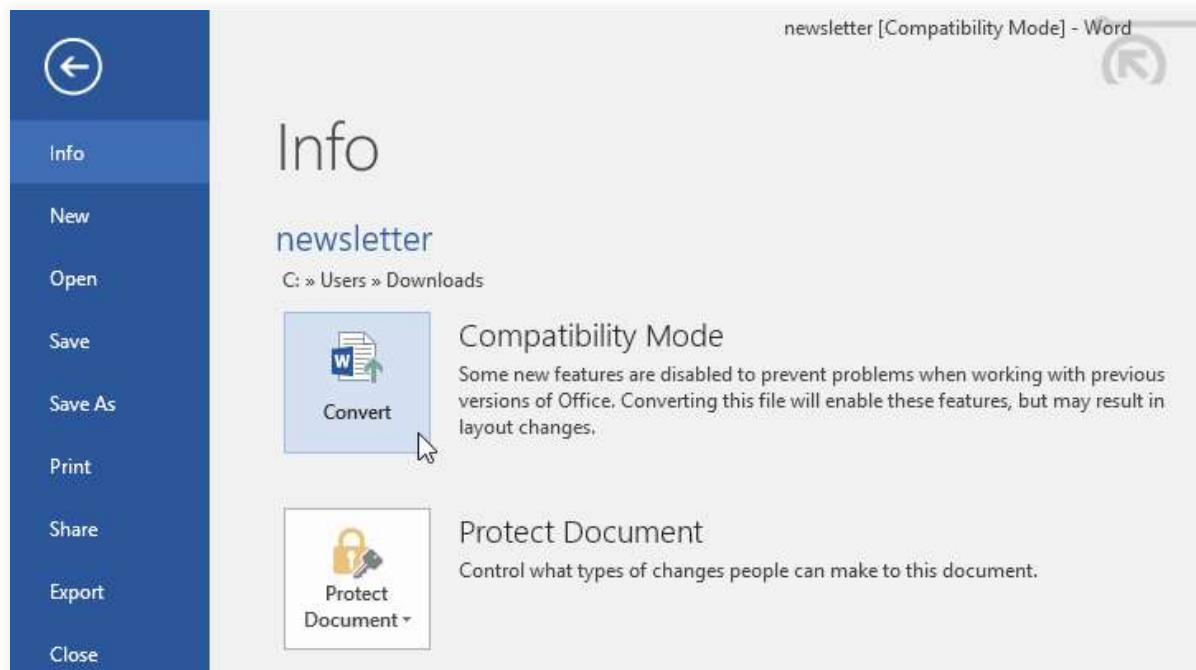 newsletter [Compatibility Mode] - Word
Info
New
Open
Save
Save As
Print
Share
Export
Close
Info
newsletter
C: » Users » Downloads
Convert
Compatibility Mode
Some new features are disabled to prevent problems when working with previous
versions of Office. Converting this file will enable these features, but may result in
layout changes.
Protect
Document
Protect Document
Control what types of changes people can make to this document.